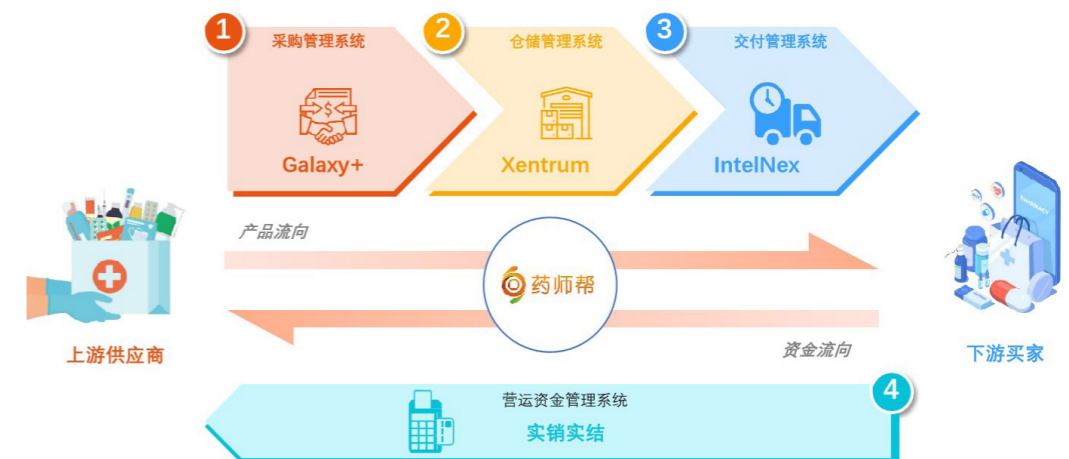 1
采购管理系统
Galaxy+
2
仓储管理系统
Xentrum
3
交付管理系统
IntelNex
产品流向
药师帮
资金流向
上游供应商
下游买家
营运资金管理系统
实销实结
4